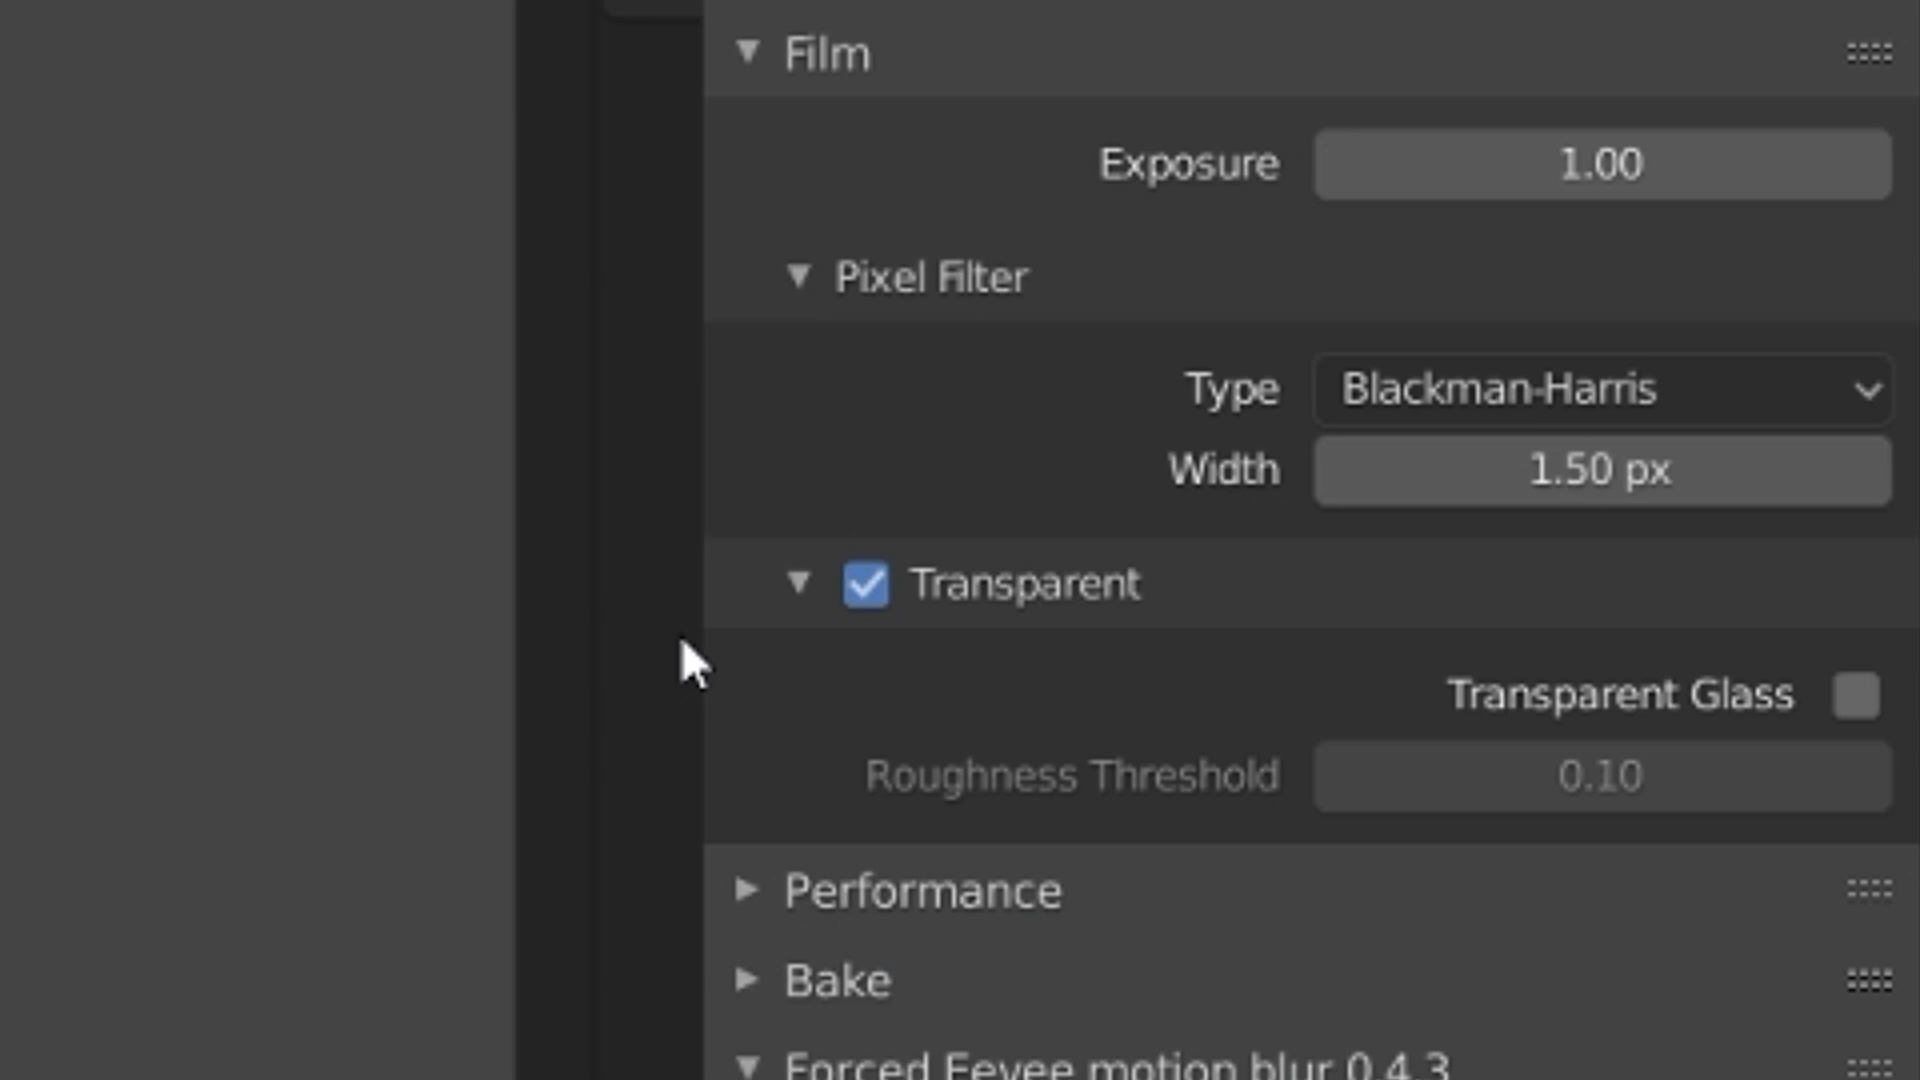 Film
Exposure 1.00
Pixel Filter
Type Blackman-Harris
Width 1.50 px
Transparent
Transparent Glass
Roughness Threshold 0.10
Performance
Bake
Forced Eevee motion blur 0.4.3